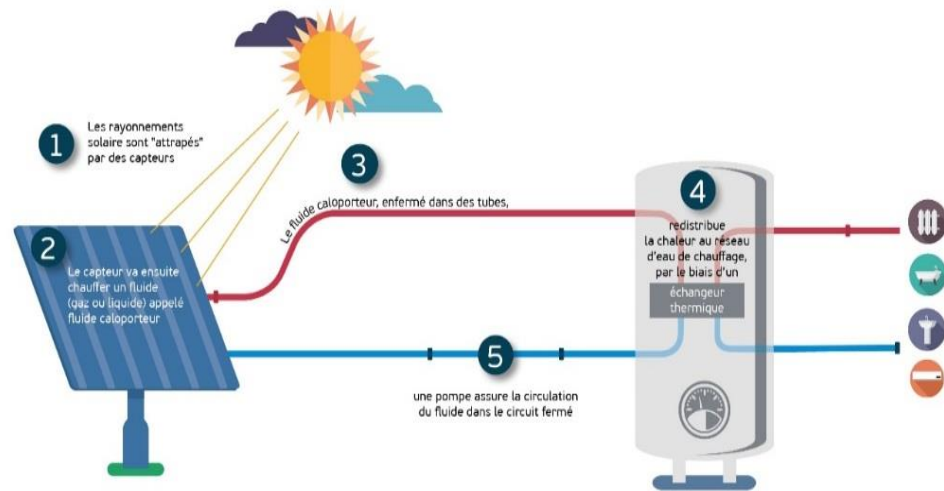 1
Les rayonnements
solaire sont "attrapés"
par des capteurs
2
Le capteur va ensuite
chauffer un fluide
(gaz ou liquide) appelé
fluide caloporteur
3
Le fluide caloporteur, enfermé dans des tubes,
4
redistribue
la chaleur au réseau
d'eau de chauffage,
par le biais d'un
échangeur
thermique
5
une pompe assure la circulation
du fluide dans le circuit fermé